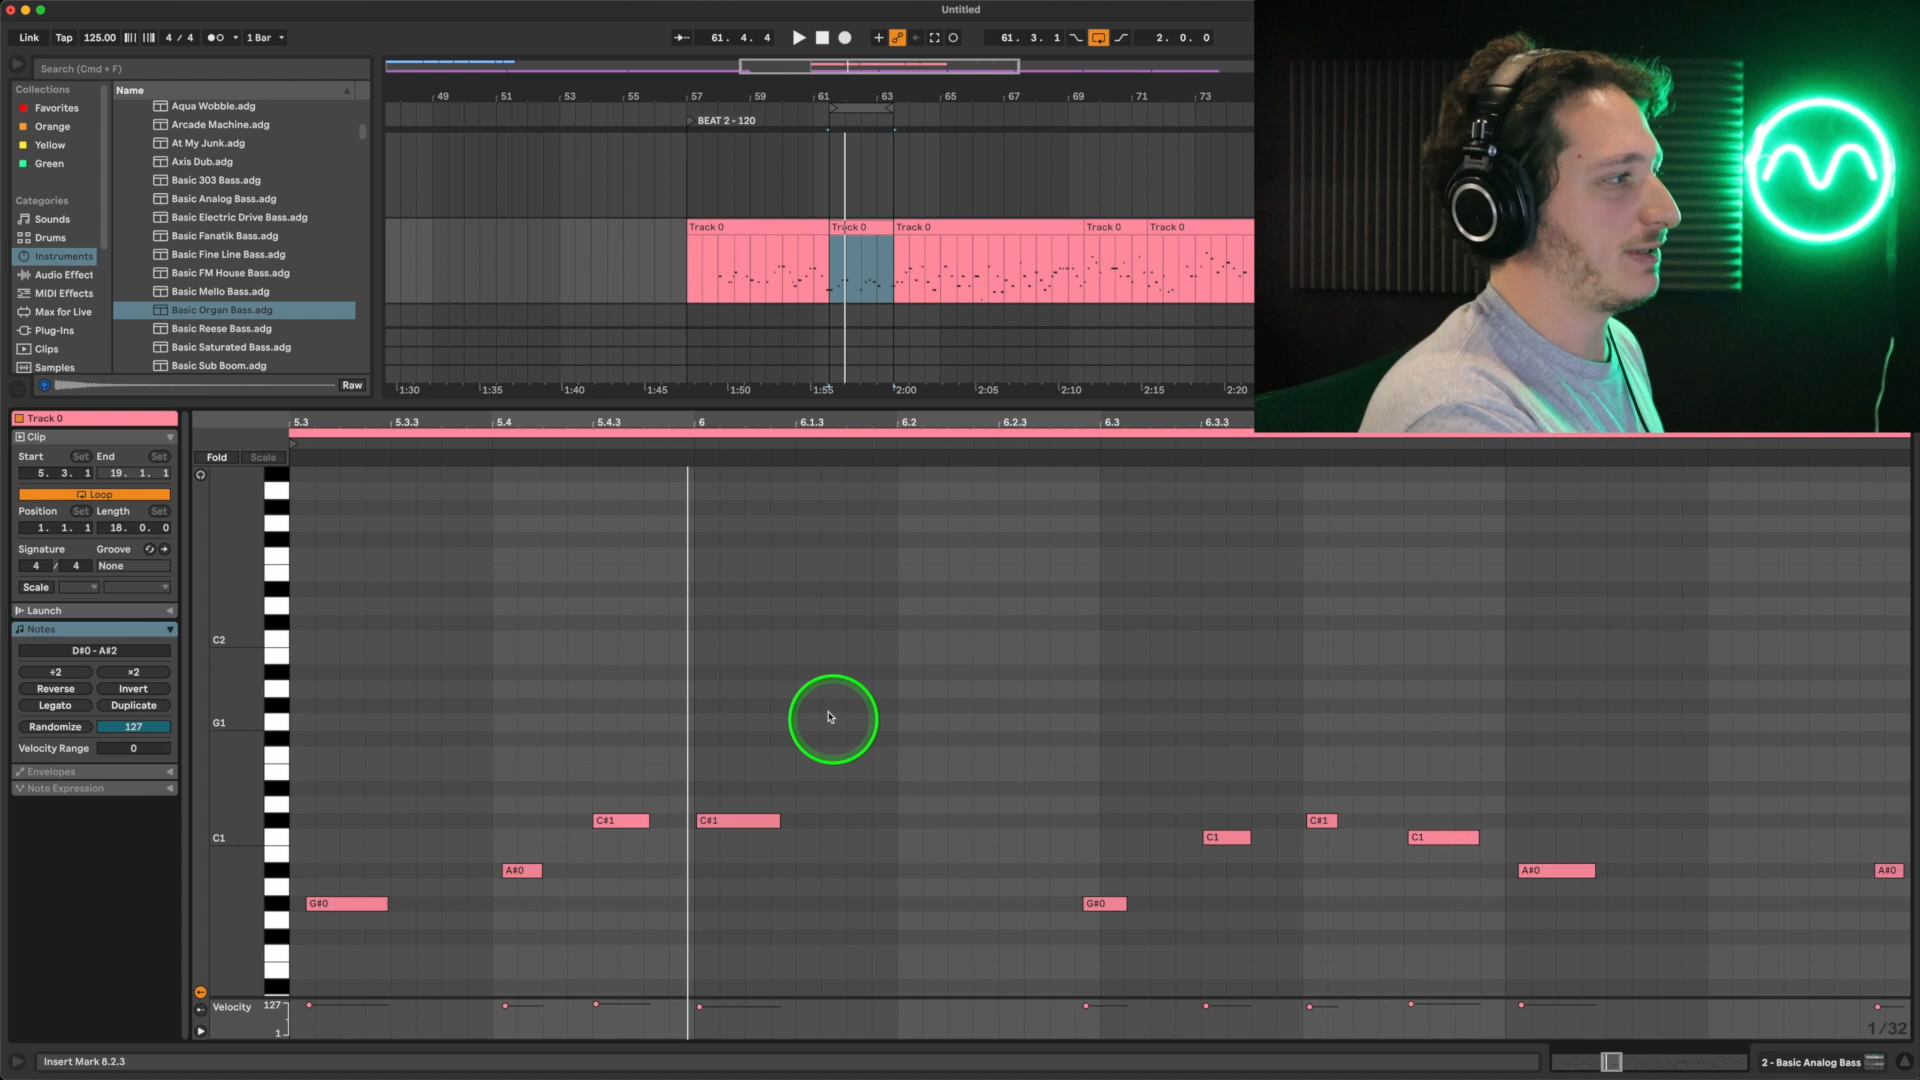 Untitled
Link Tap 125.00 4 / 4 1 Bar 61. 4. 4 61. 3. 1 2. 0. 0
Search (Cmd + F)
Collections
Favorites
Orange
Yellow
Green
Categories
Sounds
Drums
Instruments
Audio Effect
MIDI Effects
Max for Live
Plug-Ins
Clips
Samples
Name
Aqua Wobble.adg
Arcade Machine.adg
At My Junk.adg
Axis Dub.adg
Basic 303 Bass.adg
Basic Analog Bass.adg
Basic Electric Drive Bass.adg
Basic Fanatik Bass.adg
Basic Fine Line Bass.adg
Basic FM House Bass.adg
Basic Mello Bass.adg
Basic Organ Bass.adg
Basic Reese Bass.adg
Basic Saturated Bass.adg
Basic Sub Boom.adg
Raw
49 51 53 55 57 59 61 63 65 67 69 71 73
BEAT 2 - 120
Track 0 Track 0 Track 0 Track 0 Track 0
1:30 1:35 1:40 1:45 1:50 1:55 2:00 2:05 2:10 2:15 2:20
Track 0
Clip
Start Set End Set
5. 3. 1 19. 1. 1
Loop
Position Set Length Set
1. 1. 1 18. 0. 0
Signature Groove
4 / 4 None
Scale
Launch
Notes
D#0 - A#2
÷2 ×2
Reverse Invert
Legato Duplicate
Randomize 127
Velocity Range 0
Envelopes
Note Expression
5.3 5.3.3 5.4 5.4.3 6 6.1.3 6.2 6.2.3 6.3 6.3.3
Fold Scale
C2
G1
C1
C#1 C#1 C#1
C1 C1
A#0 A#0 A#0
G#0 G#0
Velocity 127
1
1/32
Insert Mark 8.2.3
2 - Basic Analog Bass